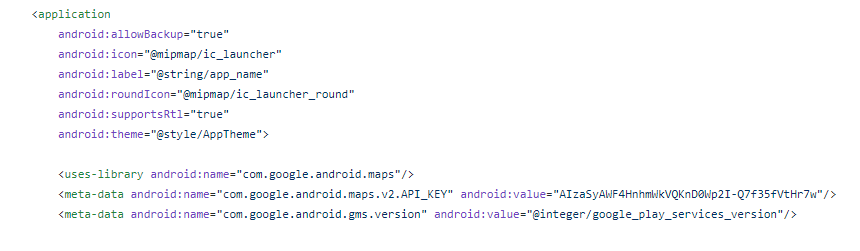 <application
android:allowBackup="true"
android:icon="@mipmap/ic_launcher"
android:label="@string/app_name"
android:roundIcon="@mipmap/ic_launcher_round"
android:supportsRtl="true"
android:theme="@style/AppTheme">
<uses-library android:name="com.google.android.maps"/>
<meta-data android:name="com.google.android.maps.v2.API_KEY" android:value="AIzaSyAWF4HnhmWkVQKnD0Wp2I-Q7f35fVtHr7w"/>
<meta-data android:name="com.google.android.gms.version" android:value="@integer/google_play_services_version"/>